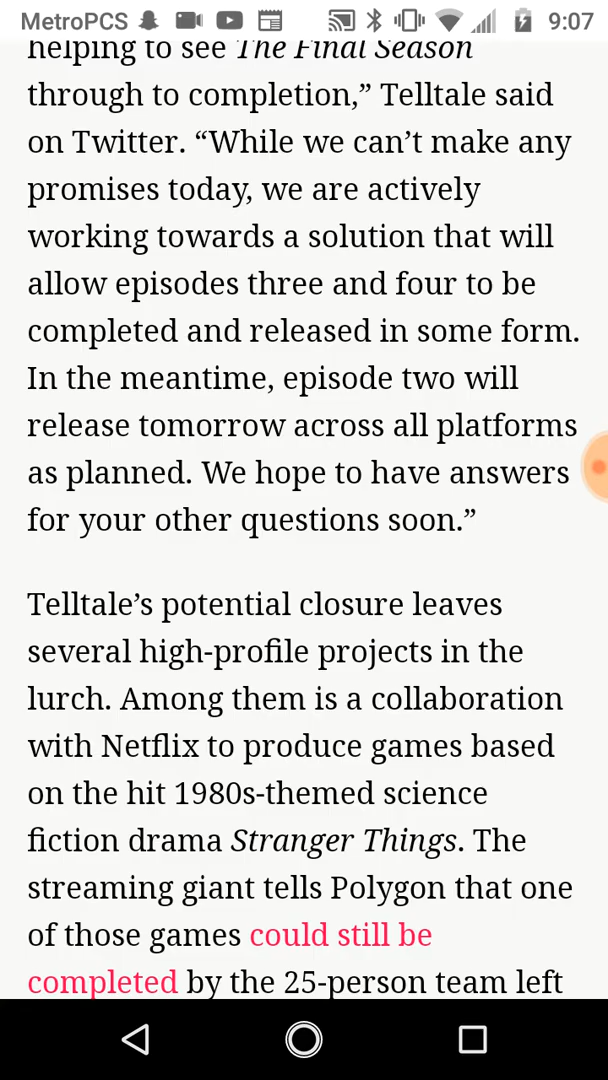 MetroPCS 9:07
helping to see The Final Season
through to completion,” Telltale said
on Twitter. “While we can’t make any
promises today, we are actively
working towards a solution that will
allow episodes three and four to be
completed and released in some form.
In the meantime, episode two will
release tomorrow across all platforms
as planned. We hope to have answers
for your other questions soon.”
Telltale’s potential closure leaves
several high-profile projects in the
lurch. Among them is a collaboration
with Netflix to produce games based
on the hit 1980s-themed science
fiction drama Stranger Things. The
streaming giant tells Polygon that one
of those games could still be
completed by the 25-person team left